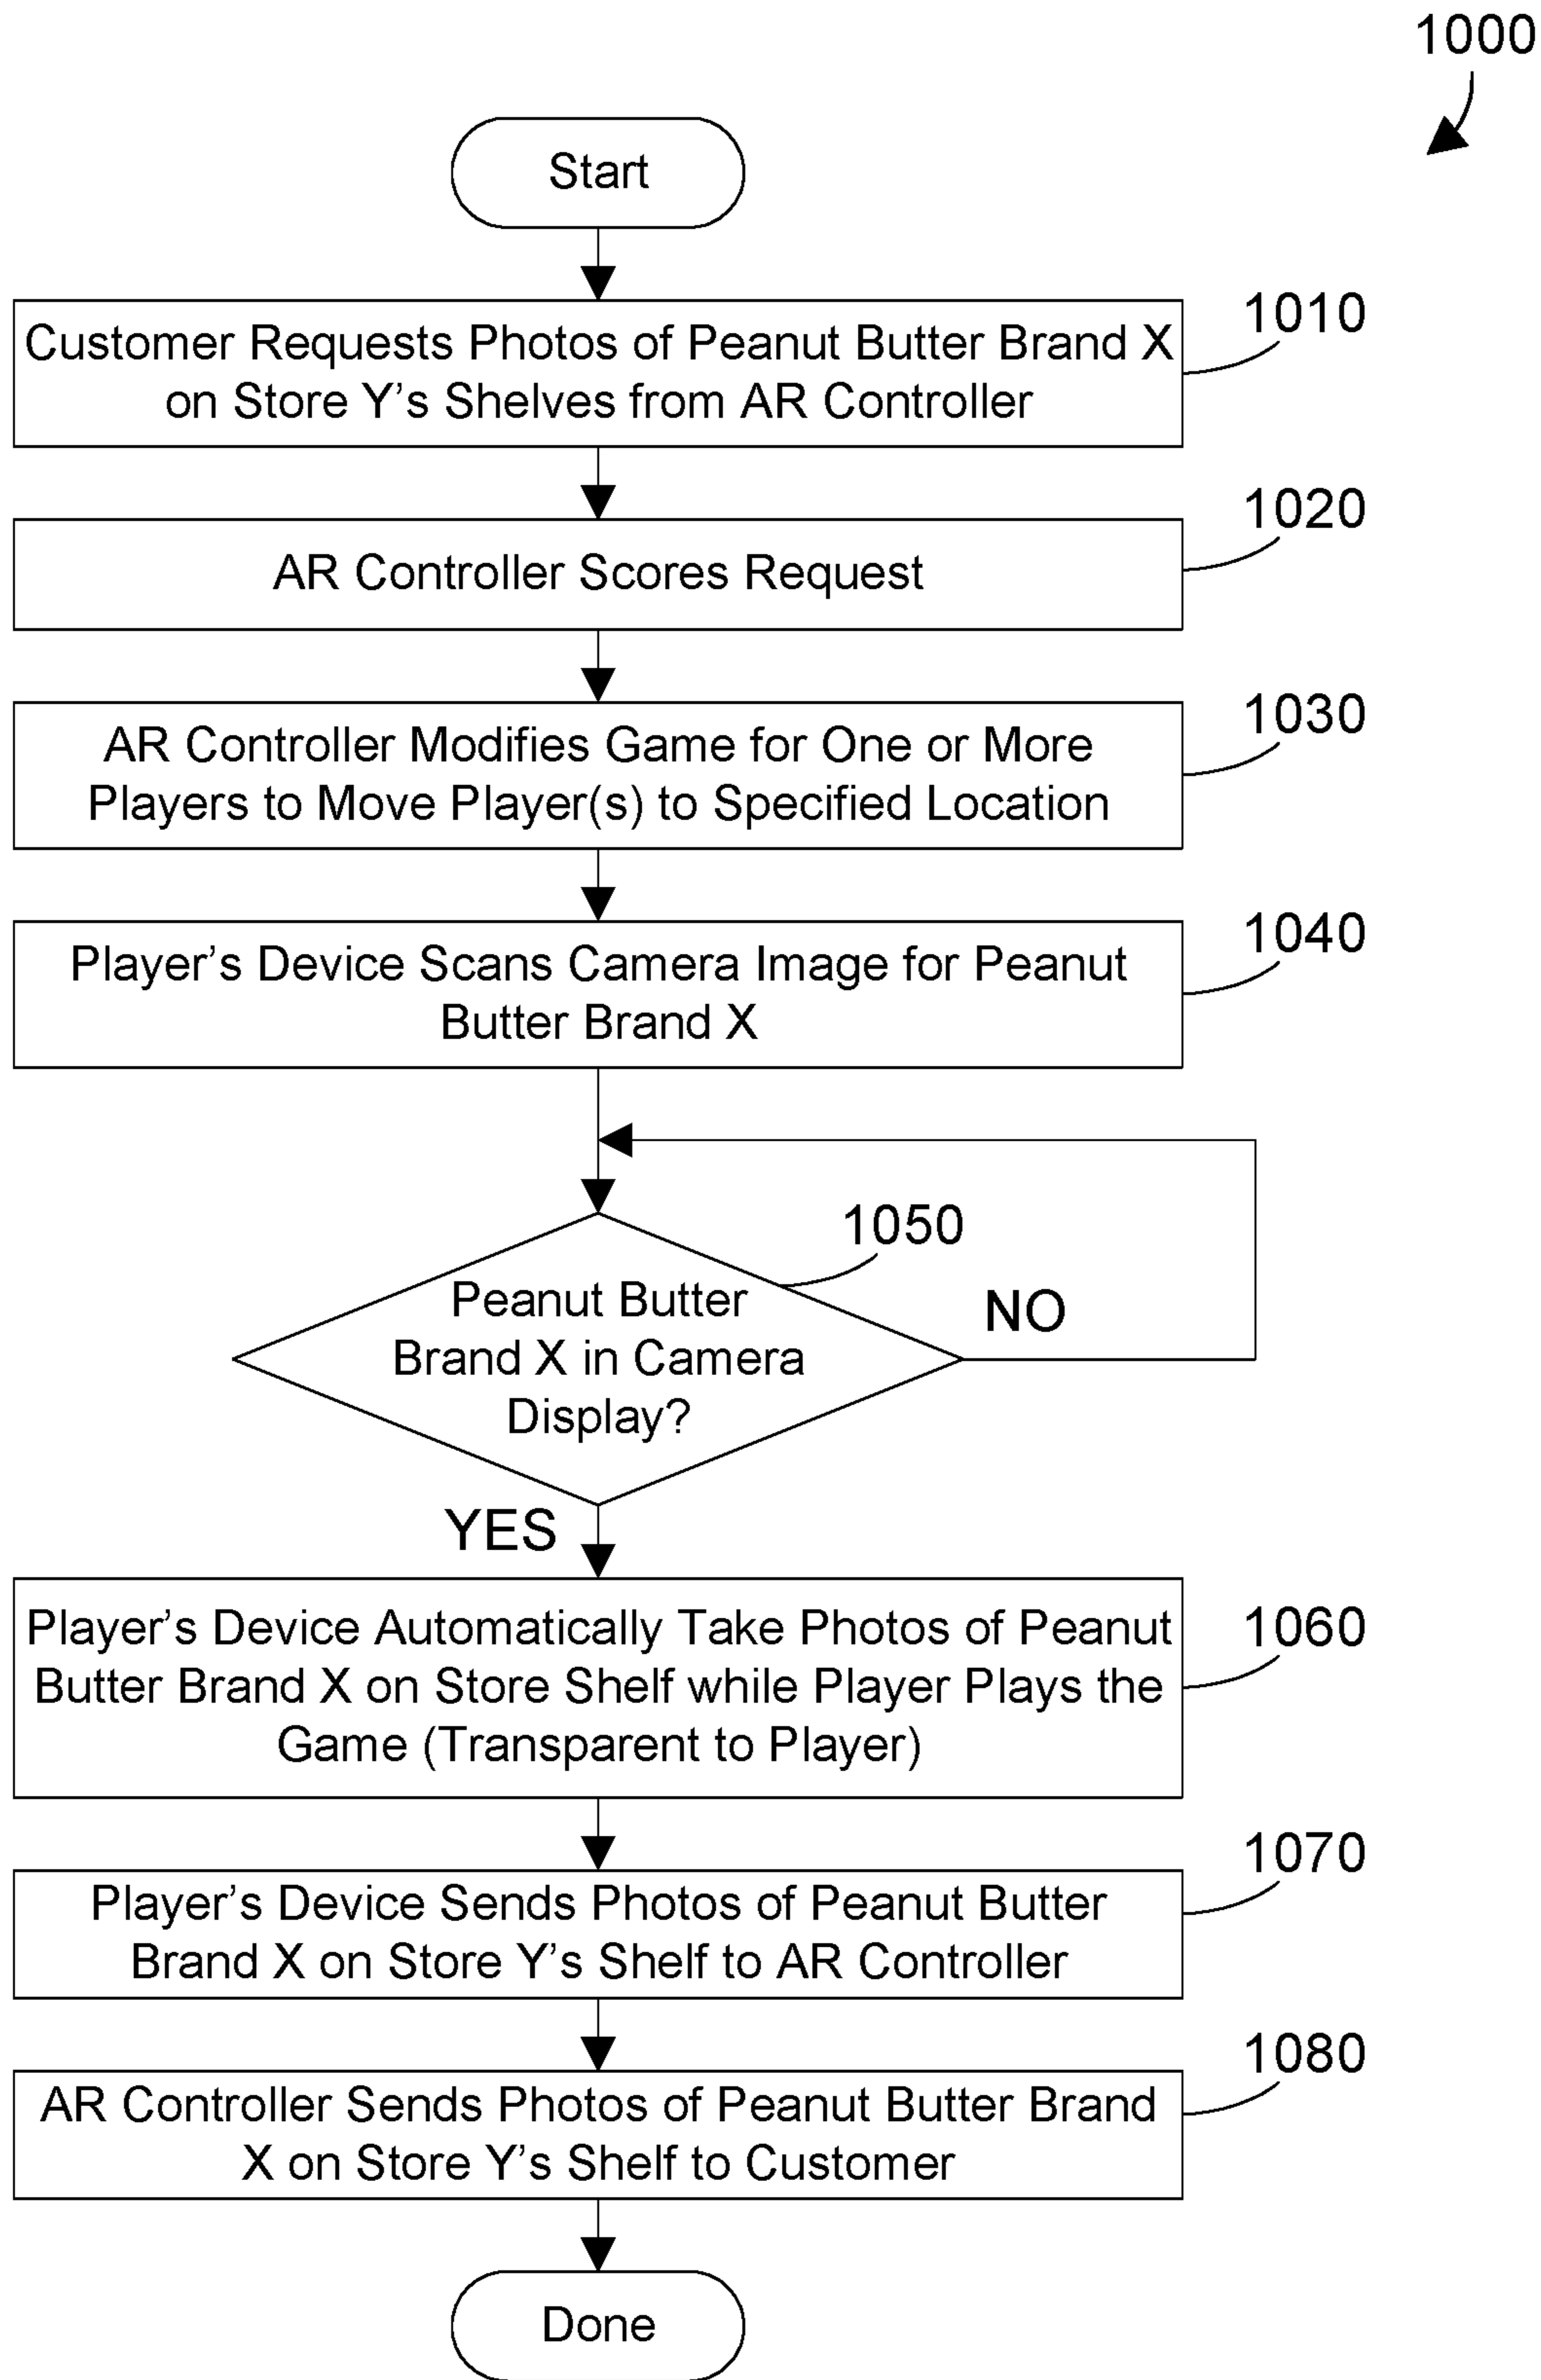 1000
Start
Customer Requests Photos of Peanut Butter Brand X
on Store Y’s Shelves from AR Controller
1010
AR Controller Scores Request
1020
AR Controller Modifies Game for One or More
Players to Move Player(s) to Specified Location
1030
Player’s Device Scans Camera Image for Peanut
Butter Brand X
1040
Peanut Butter
Brand X in Camera
Display?
1050
NO
YES
Player’s Device Automatically Take Photos of Peanut
Butter Brand X on Store Shelf while Player Plays the
Game (Transparent to Player)
1060
Player’s Device Sends Photos of Peanut Butter
Brand X on Store Y’s Shelf to AR Controller
1070
AR Controller Sends Photos of Peanut Butter Brand
X on Store Y’s Shelf to Customer
1080
Done